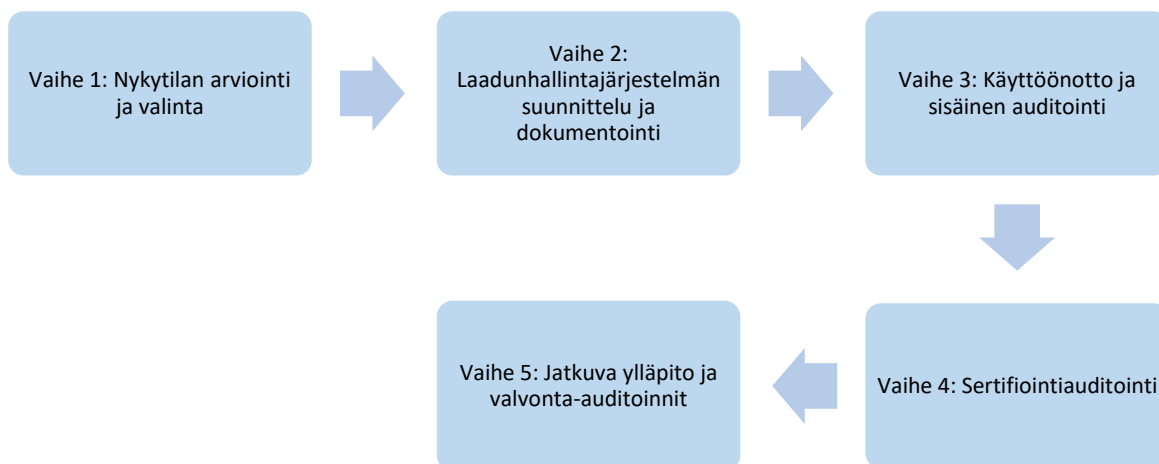 Vaihe 1: Nykytilan arviointi
ja valinta
Vaihe 2:
Laadunhallintajärjestelmän
suunnittelu ja
dokumentointi
Vaihe 3: Käyttöönotto ja
sisäinen auditointi
Vaihe 4: Sertifiointiauditointi
Vaihe 5: Jatkuva ylläpito ja
valvonta-auditoinnit